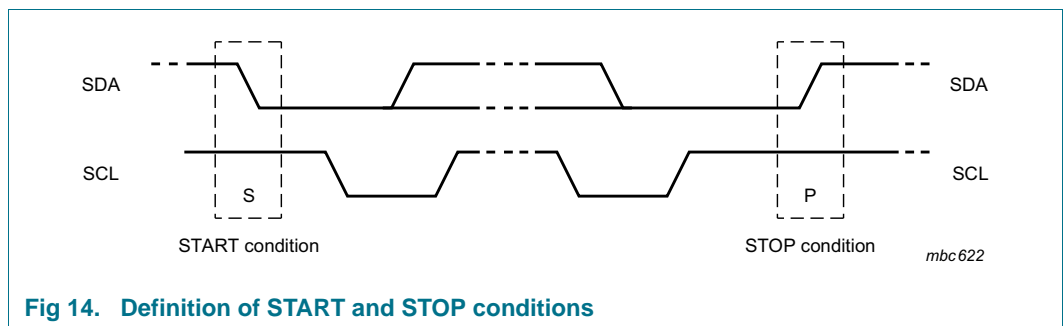 SDA
SDA
SCL
SCL
S
P
START condition
STOP condition
mbc622
Fig 14. Definition of START and STOP conditions